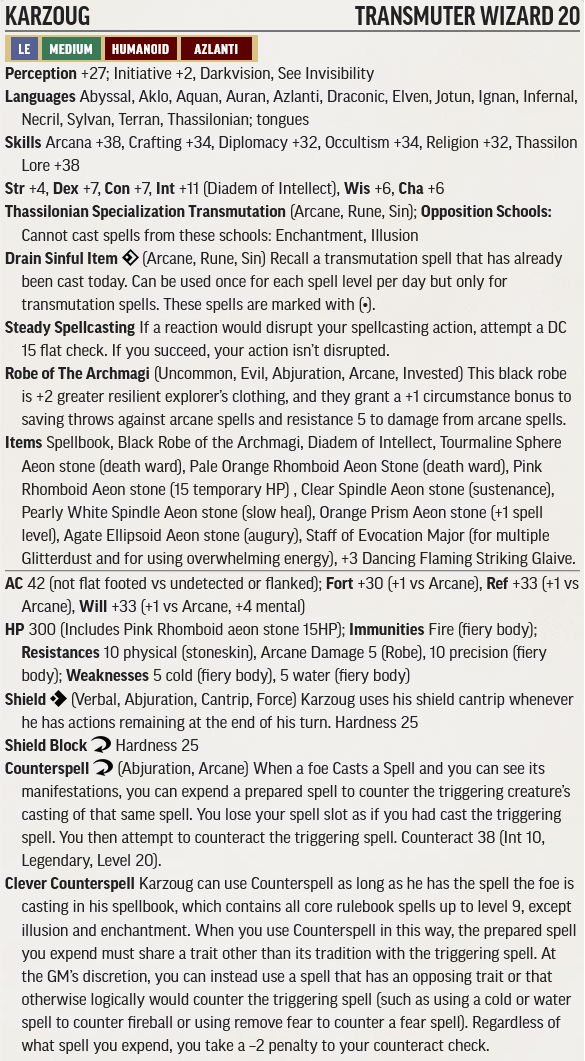 KARZOUG TRANSMUTER WIZARD 20
LE MEDIUM HUMANOID AZLANTI
Perception +27; Initiative +2, Darkvision, See Invisibility
Languages Abyssal, Aklo, Aquan, Auran, Azlanti, Draconic, Elven, Jotun, Ignan, Infernal,
Necril, Sylvan, Terran, Thassilonian; tongues
Skills Arcana +38, Crafting +34, Diplomacy +32, Occultism +34, Religion +32, Thassilon
Lore +38
Str +4, Dex +7, Con +7, Int +11 (Diadem of Intellect), Wis +6, Cha +6
Thassilonian Specialization Transmutation (Arcane, Rune, Sin); Opposition Schools:
Cannot cast spells from these schools: Enchantment, Illusion
Drain Sinful Item (Arcane, Rune, Sin) Recall a transmutation spell that has already
been cast today. Can be used once for each spell level per day but only for
transmutation spells. These spells are marked with (•).
Steady Spellcasting If a reaction would disrupt your spellcasting action, attempt a DC
15 flat check. If you succeed, your action isn't disrupted.
Robe of The Archmagi (Uncommon, Evil, Abjuration, Arcane, Invested) This black robe
is +2 greater resilient explorer's clothing, and they grant a +1 circumstance bonus to
saving throws against arcane spells and resistance 5 to damage from arcane spells.
Items Spellbook, Black Robe of the Archmagi, Diadem of Intellect, Tourmaline Sphere
Aeon stone (death ward), Pale Orange Rhomboid Aeon Stone (death ward), Pink
Rhomboid Aeon stone (15 temporary HP) , Clear Spindle Aeon stone (sustenance),
Pearly White Spindle Aeon stone (slow heal), Orange Prism Aeon stone (+1 spell
level), Agate Ellipsoid Aeon stone (augury), Staff of Evocation Major (for multiple
Glitterdust and for using overwhelming energy), +3 Dancing Flaming Striking Glaive.
AC 42 (not flat footed vs undetected or flanked); Fort +30 (+1 vs Arcane), Ref +33 (+1 vs
Arcane), Will +33 (+1 vs Arcane, +4 mental)
HP 300 (Includes Pink Rhomboid aeon stone 15HP); Immunities Fire (fiery body);
Resistances 10 physical (stoneskin), Arcane Damage 5 (Robe), 10 precision (fiery
body); Weaknesses 5 cold (fiery body), 5 water (fiery body)
Shield (Verbal, Abjuration, Cantrip, Force) Karzoug uses his shield cantrip whenever
he has actions remaining at the end of his turn. Hardness 25
Shield Block Hardness 25
Counterspell (Abjuration, Arcane) When a foe Casts a Spell and you can see its
manifestations, you can expend a prepared spell to counter the triggering creature's
casting of that same spell. You lose your spell slot as if you had cast the triggering
spell. You then attempt to counteract the triggering spell. Counteract 38 (Int 10,
Legendary, Level 20).
Clever Counterspell Karzoug can use Counterspell as long as he has the spell the foe is
casting in his spellbook, which contains all core rulebook spells up to level 9, except
illusion and enchantment. When you use Counterspell in this way, the prepared spell
you expend must share a trait other than its tradition with the triggering spell. At
the GM's discretion, you can instead use a spell that has an opposing trait or that
otherwise logically would counter the triggering spell (such as using a cold or water
spell to counter fireball or using remove fear to counter a fear spell). Regardless of
what spell you expend, you take a –2 penalty to your counteract check.